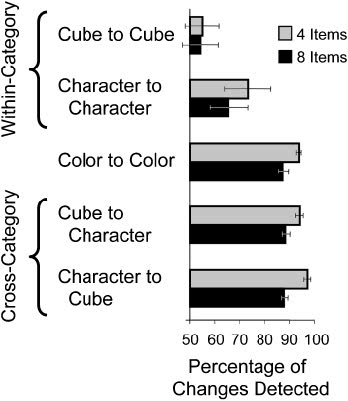 Within-Category
Cube to Cube
Character to
Character
Color to Color
Cross-Category
Cube to
Character
Character to
Cube
4 Items
8 Items
50 60 70 80 90 100
Percentage of
Changes Detected